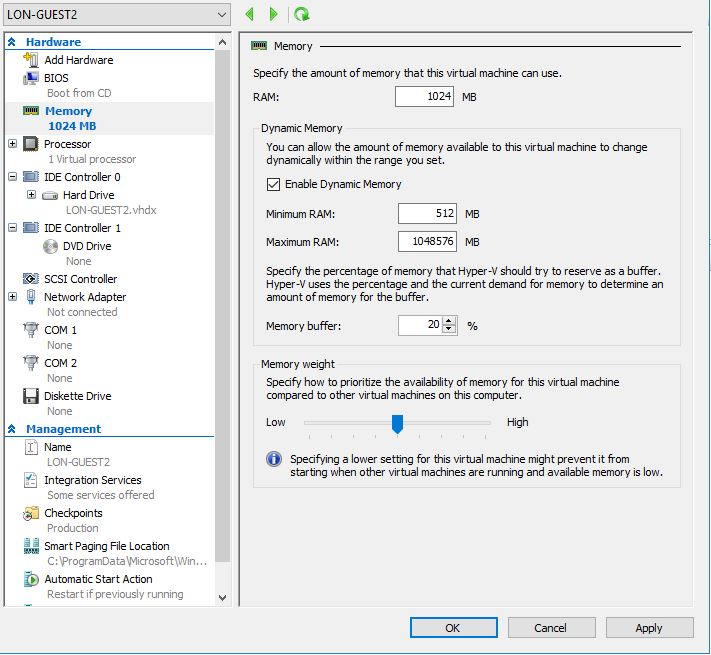 LON-GUEST2
Hardware
Add Hardware
BIOS
Boot from CD
Memory
1024 MB
Processor
1 Virtual processor
IDE Controller 0
Hard Drive
LON-GUEST2.vhdx
IDE Controller 1
DVD Drive
None
SCSI Controller
Network Adapter
Not connected
COM 1
None
COM 2
None
Diskette Drive
None
Management
Name
LON-GUEST2
Integration Services
Some services offered
Checkpoints
Production
Smart Paging File Location
C:\ProgramData\Microsoft\Win...
Automatic Start Action
Restart if previously running
Memory
Specify the amount of memory that this virtual machine can use.
RAM: 1024 MB
Dynamic Memory
You can allow the amount of memory available to this virtual machine to change
dynamically within the range you set.
Enable Dynamic Memory
Minimum RAM: 512 MB
Maximum RAM: 1048576 MB
Specify the percentage of memory that Hyper-V should try to reserve as a buffer.
Hyper-V uses the percentage and the current demand for memory to determine an
amount of memory for the buffer.
Memory buffer: 20 %
Memory weight
Specify how to prioritize the availability of memory for this virtual machine
compared to other virtual machines on this computer.
Low High
Specifying a lower setting for this virtual machine might prevent it from
starting when other virtual machines are running and available memory is low.
OK Cancel Apply